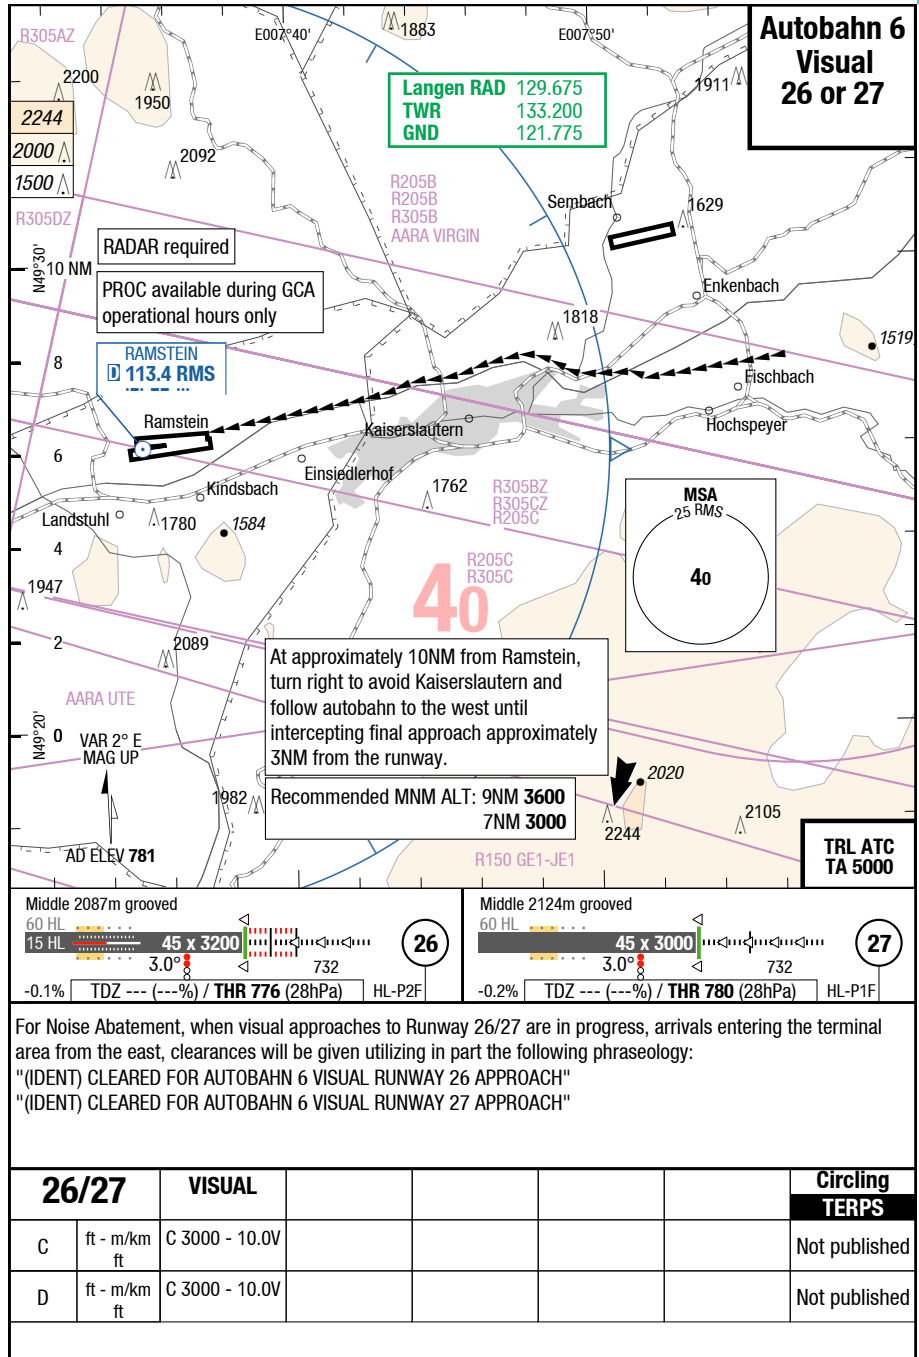 Autobahn 6
Visual
26 or 27
R305AZ
E007°40'
1883
E007°50'
2200
1950
1911
Langen RAD 129.675
TWR 133.200
GND 121.775
2244
2000
1500
2092
R205B
R205B
R305B
AARA VIRGIN
Sembach
1629
R305DZ
RADAR required
N49°30'
10 NM
PROC available during GCA
operational hours only
Enkenbach
1818
1519
8
RAMSTEIN
D 113.4 RMS
Fischbach
Ramstein
Kaiserslautern
Hochspeyer
6
Einsiedlerhof
Kindsbach
1762
R305BZ
R305CZ
R205C
MSA
25 RMS
40
Landstuhl
1780
1584
4
R205C
R305C
40
1947
2
2089
At approximately 10NM from Ramstein,
turn right to avoid Kaiserslautern and
follow autobahn to the west until
intercepting final approach approximately
3NM from the runway.
AARA UTE
N49°20'
0
VAR 2° E
MAG UP
2020
1982
Recommended MNM ALT: 9NM 3600
7NM 3000
2105
2244
AD ELEV 781
R150 GE1-JE1
TRL ATC
TA 5000
Middle 2087m grooved
60 HL
15 HL
45 x 3200
3.0°
732
26
-0.1%
TDZ --- (---%) / THR 776 (28hPa)
HL-P2F
Middle 2124m grooved
60 HL
45 x 3000
3.0°
732
27
-0.2%
TDZ --- (---%) / THR 780 (28hPa)
HL-P1F
For Noise Abatement, when visual approaches to Runway 26/27 are in progress, arrivals entering the terminal
area from the east, clearances will be given utilizing in part the following phraseology:
"(IDENT) CLEARED FOR AUTOBAHN 6 VISUAL RUNWAY 26 APPROACH"
"(IDENT) CLEARED FOR AUTOBAHN 6 VISUAL RUNWAY 27 APPROACH"
26/27
VISUAL
Circling
TERPS
C
ft - m/km
ft
C 3000 - 10.0V
Not published
D
ft - m/km
ft
C 3000 - 10.0V
Not published